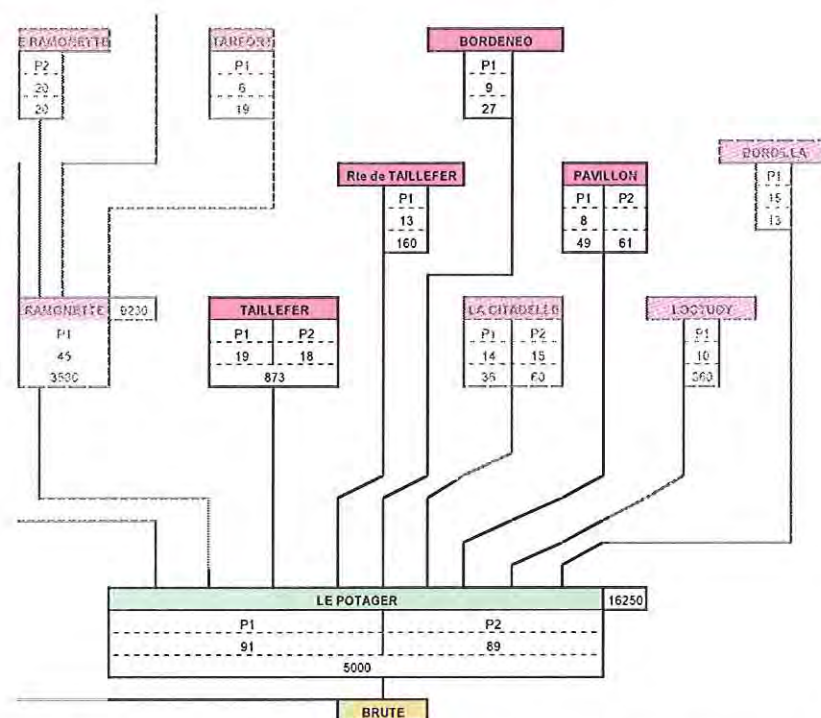 E RAMONETTE
P2
20
20
P1
6
19
BORDENEO
P1
9
27
Rte de TAILLEFER
P1
13
160
PAVILLON
P1 P2
8
49 61
P1
15
13
RAMONETTE 9230
P1
45
TAILLEFER
P1 P2
19 18
873
LA CITADELLE
P1 P2
14 15
36 60
LOCTUDY
P1
10
360
LE POTAGER 16250
P1 P2
91 89
5000
BRUTE